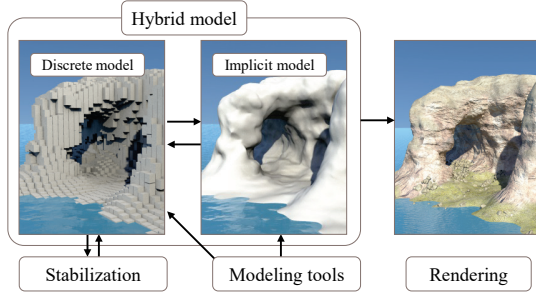 Hybrid model
Discrete model
Implicit model
Stabilization
Modeling tools
Rendering